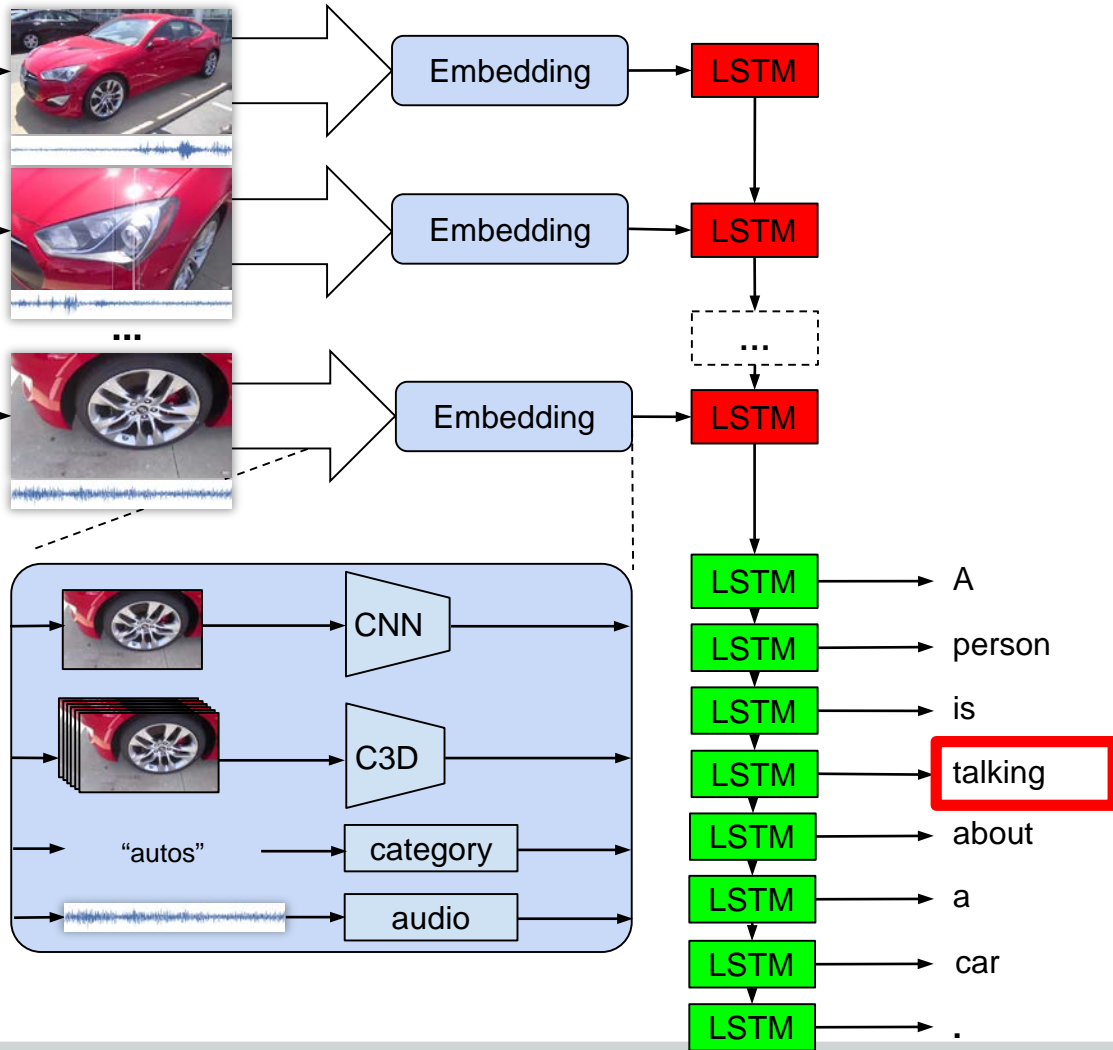 Embedding
LSTM
Embedding
LSTM
...
...
Embedding
LSTM
LSTM
A
CNN
LSTM
person
LSTM
is
C3D
LSTM
talking
“autos”
category
LSTM
about
LSTM
a
audio
LSTM
car
LSTM
.